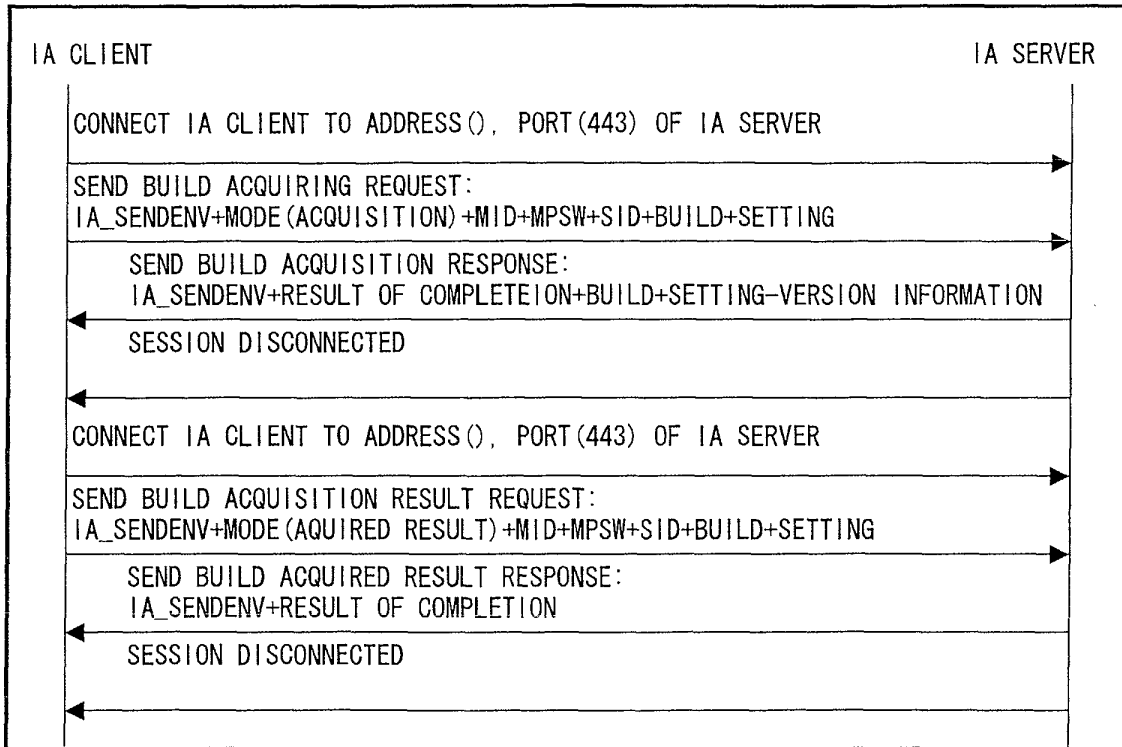 IA CLIENT IA SERVER
CONNECT IA CLIENT TO ADDRESS(), PORT(443) OF IA SERVER
SEND BUILD ACQUIRING REQUEST:
IA_SENDENV+MODE(ACQUISITION)+MID+MPSW+SID+BUILD+SETTING
SEND BUILD ACQUISITION RESPONSE:
IA_SENDENV+RESULT OF COMPLETEION+BUILD+SETTING-VERSION INFORMATION
SESSION DISCONNECTED
CONNECT IA CLIENT TO ADDRESS(), PORT(443) OF IA SERVER
SEND BUILD ACQUISITION RESULT REQUEST:
IA_SENDENV+MODE(AQUIRED RESULT)+MID+MPSW+SID+BUILD+SETTING
SEND BUILD ACQUIRED RESULT RESPONSE:
IA_SENDENV+RESULT OF COMPLETION
SESSION DISCONNECTED